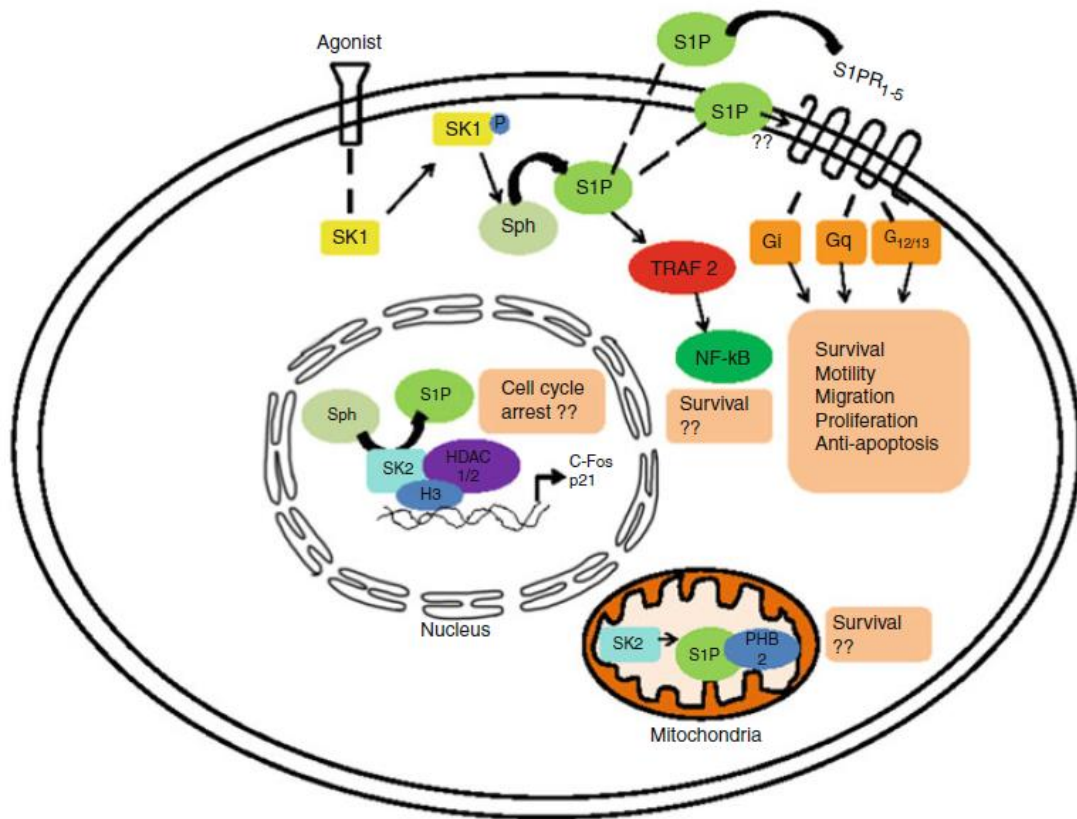 Agonist
S1P
S1PR1-5
S1P
??
SK1
P
SK1
Sph
S1P
TRAF 2
NF-kB
Survival
??
Gi
Gq
G12/13
Survival
Motility
Migration
Proliferation
Anti-apoptosis
Sph
S1P
Cell cycle
arrest ??
SK2
HDAC
1/2
H3
C-Fos
p21
Nucleus
SK2
S1P
PHB
2
Survival
??
Mitochondria